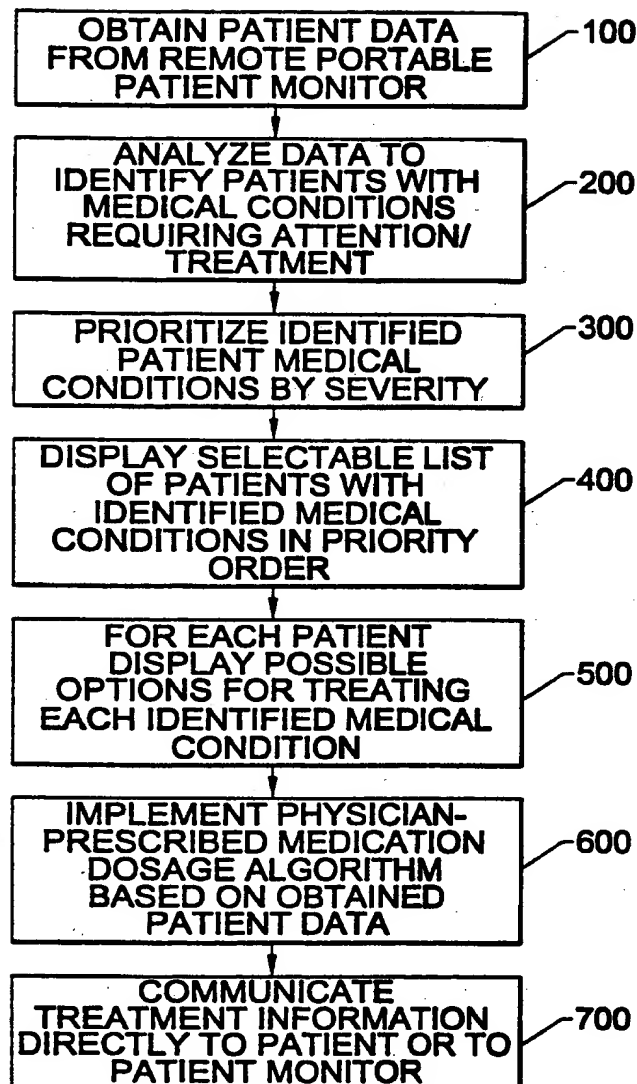 OBTAIN PATIENT DATA
FROM REMOTE PORTABLE
PATIENT MONITOR
100
ANALYZE DATA TO
IDENTIFY PATIENTS WITH
MEDICAL CONDITIONS
REQUIRING ATTENTION/
TREATMENT
200
PRIORITIZE IDENTIFIED
PATIENT MEDICAL
CONDITIONS BY SEVERITY
300
DISPLAY SELECTABLE LIST
OF PATIENTS WITH
IDENTIFIED MEDICAL
CONDITIONS IN PRIORITY
ORDER
400
FOR EACH PATIENT
DISPLAY POSSIBLE
OPTIONS FOR TREATING
EACH IDENTIFIED MEDICAL
CONDITION
500
IMPLEMENT PHYSICIAN-
PRESCRIBED MEDICATION
DOSAGE ALGORITHM
BASED ON OBTAINED
PATIENT DATA
600
COMMUNICATE
TREATMENT INFORMATION
DIRECTLY TO PATIENT OR TO
PATIENT MONITOR
700